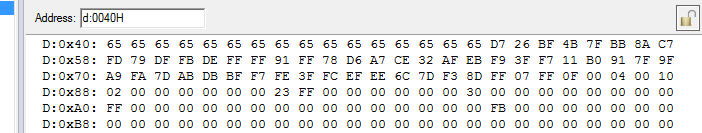 Address: d:0040H
D:0x40: 65 65 65 65 65 65 65 65 65 65 65 65 65 65 65 65 D7 26 BF 4B 7F BB 8A C7
D:0x58: FD 79 DF FB DE FF FF 91 FF 78 D6 A7 CE 32 AF EB F9 3F F7 11 B0 91 7F 9F
D:0x70: A9 FA 7D AB DB BF F7 FE 3F FC EF EE 6C 7D F3 8D FF 07 FF 0F 00 04 00 10
D:0x88: 02 00 00 00 00 00 00 23 FF 00 00 00 00 00 00 30 00 00 00 00 00 00 00 00
D:0xA0: FF 00 00 00 00 00 00 00 00 00 00 00 00 00 00 00 FB 00 00 00 00 00 00 00
D:0xB8: 00 00 00 00 00 00 00 00 00 00 00 00 00 00 00 00 00 00 00 00 00 00 00 00